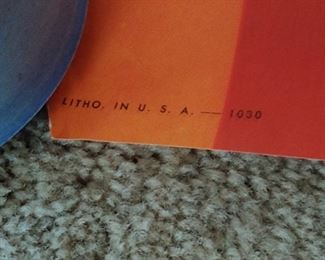 LITHO. IN U. S. A. — 1030